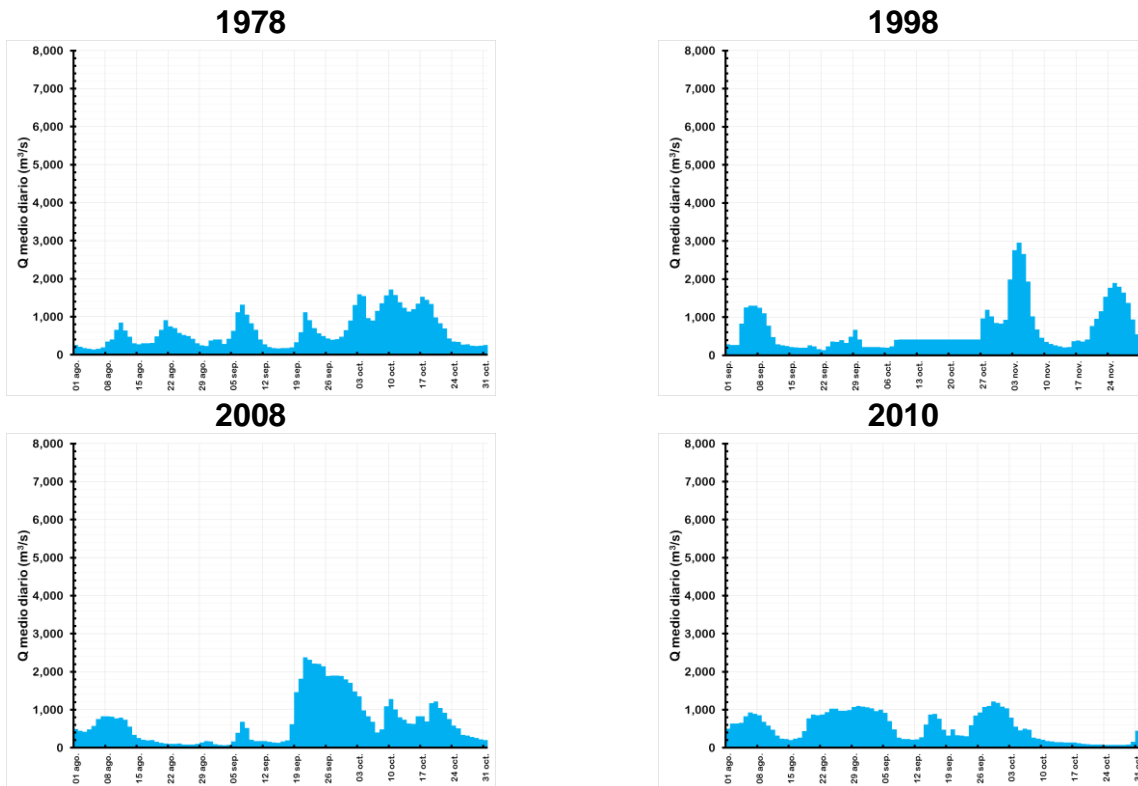 1978
8,000
7,000
6,000
5,000
4,000
3,000
2,000
1,000
0
Q medio diario (m³/s)
01 ago.
08 ago.
15 ago.
22 ago.
29 ago.
05 sep.
12 sep.
19 sep.
26 sep.
03 oct.
10 oct.
17 oct.
24 oct.
31 oct.
1998
8,000
7,000
6,000
5,000
4,000
3,000
2,000
1,000
0
Q medio diario (m³/s)
01 sep.
08 sep.
15 sep.
22 sep.
29 sep.
06 oct.
13 oct.
20 oct.
27 oct.
03 nov.
10 nov.
17 nov.
24 nov.
2008
8,000
7,000
6,000
5,000
4,000
3,000
2,000
1,000
0
Q medio diario (m³/s)
01 ago.
08 ago.
15 ago.
22 ago.
29 ago.
05 sep.
12 sep.
19 sep.
26 sep.
03 oct.
10 oct.
17 oct.
24 oct.
31 oct.
2010
8,000
7,000
6,000
5,000
4,000
3,000
2,000
1,000
0
Q medio diario (m³/s)
01 ago.
08 ago.
15 ago.
22 ago.
29 ago.
05 sep.
12 sep.
19 sep.
26 sep.
03 oct.
10 oct.
17 oct.
24 oct.
31 oct.